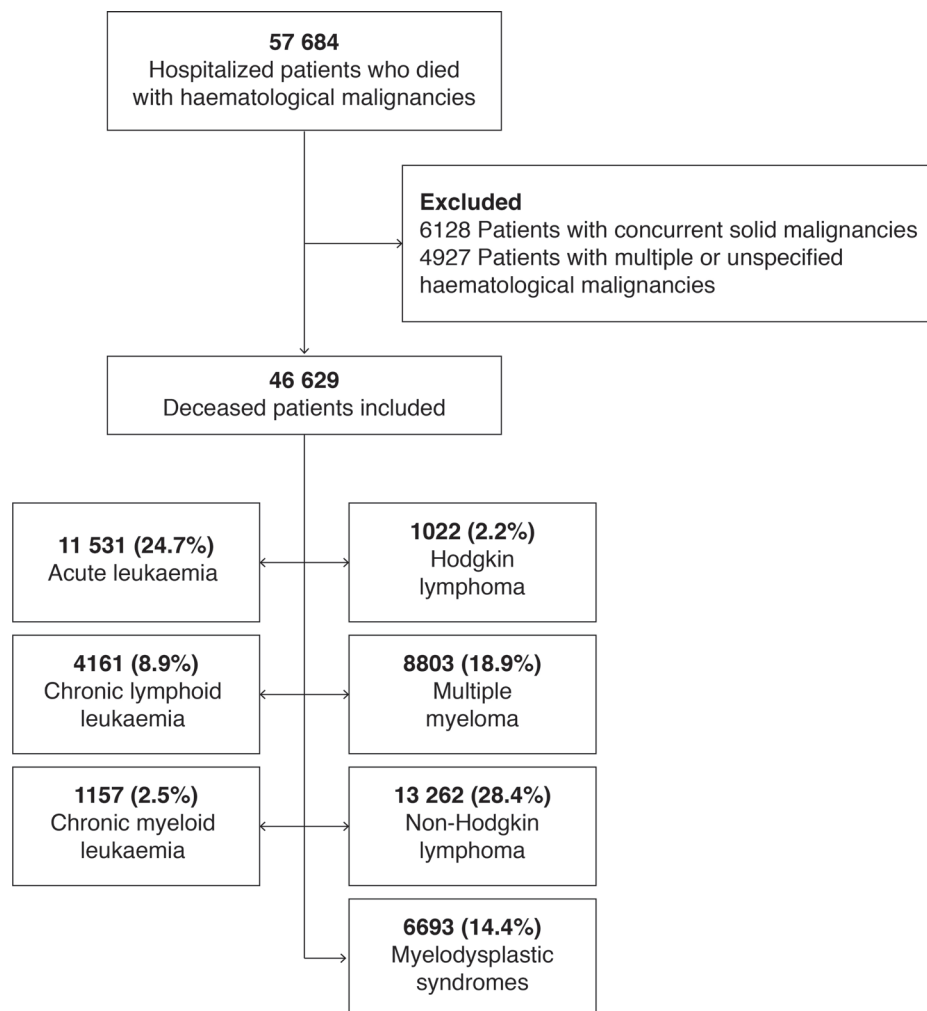 57 684
Hospitalized patients who died
with haematological malignancies
Excluded
6128 Patients with concurrent solid malignancies
4927 Patients with multiple or unspecified
haematological malignancies
46 629
Deceased patients included
11 531 (24.7%)
Acute leukaemia
1022 (2.2%)
Hodgkin
lymphoma
4161 (8.9%)
Chronic lymphoid
leukaemia
8803 (18.9%)
Multiple
myeloma
1157 (2.5%)
Chronic myeloid
leukaemia
13 262 (28.4%)
Non-Hodgkin
lymphoma
6693 (14.4%)
Myelodysplastic
syndromes